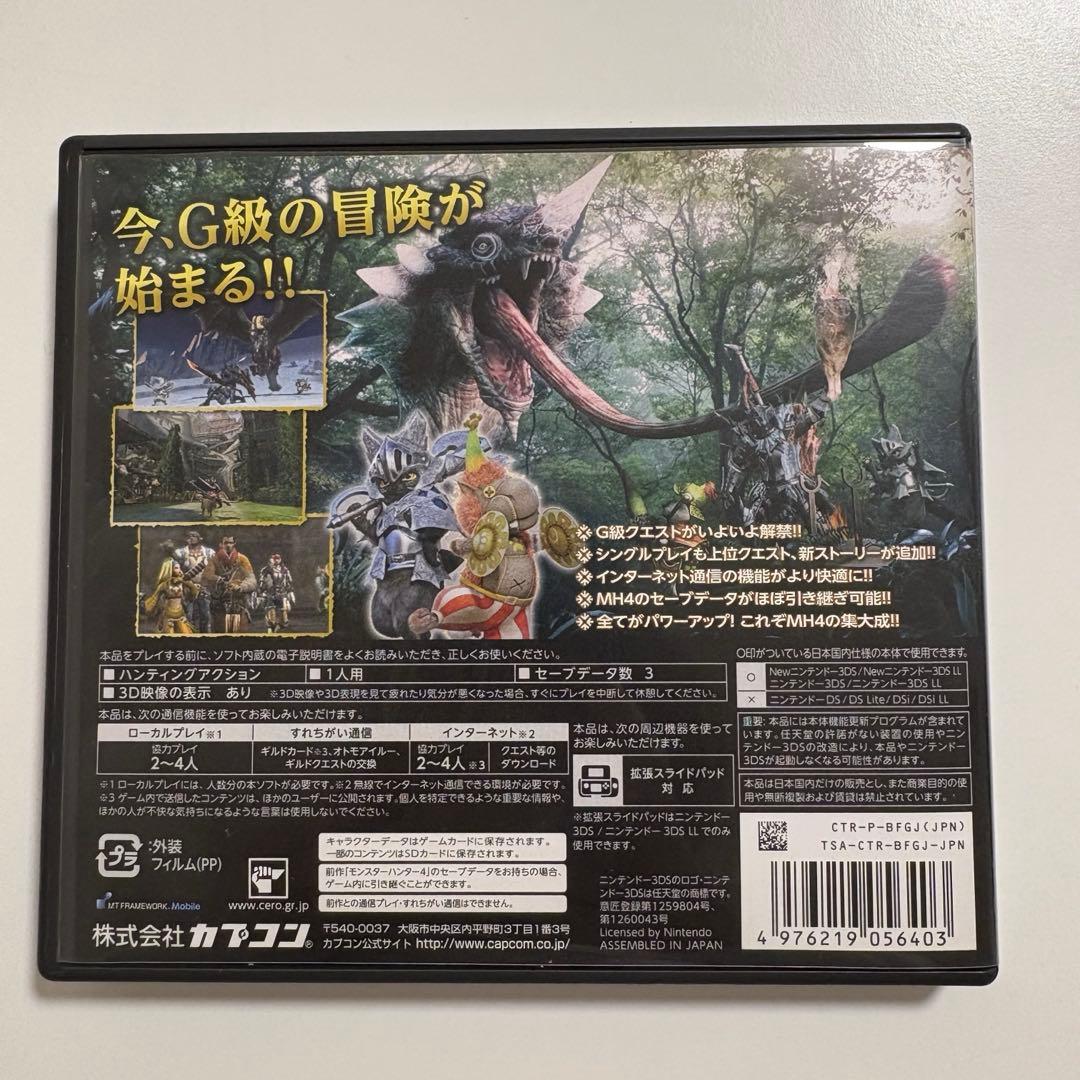 今、G級の冒険が
始まる!!
※ G級クエストがいよいよ解禁!!
※ シングルプレイも上位クエスト、新ストーリーが追加!!
※ インターネット通信の機能がより快適に!!
※ MH4のセーブデータがほぼ引き継ぎ可能!!
※ 全てがパワーアップ! これぞMH4の集大成!!
本品をプレイする前に、ソフト内蔵の電子説明書をよくお読みいただき、正しくお使いください。
■ ハンティングアクション ■ 1人用 ■ セーブデータ数 3
■ 3D映像の表示 あり ※3D映像や3D表現を見て疲れたり気分が悪くなった場合、すぐにプレイを中断して休憩してください。
本品は、次の通信機能を使ってお楽しみいただけます。
ローカルプレイ※1 すれちがい通信 インターネット※2
協力プレイ 2〜4人 ギルドカード※3、オトモアイルー、ギルドクエストの交換 協力プレイ 2〜4人 ※3 クエスト等のダウンロード
※1 ローカルプレイには、人数分の本ソフトが必要です。※2 無線でインターネット通信できる環境が必要です。
※3 ゲーム内で送信したコンテンツは、ほかのユーザーに公開されます。個人を特定できるような重要な情報や、
ほかの人が不快な気持ちになるような言葉は使用しないでください。
本品は、次の周辺機器を使って
お楽しみいただけます。
拡張スライドパッド
対応
※拡張スライドパッドはニンテンドー
3DS / ニンテンドー3DS LL でのみ
使用できます。
○印がついている日本国内仕様の本体で使用できます。
○ Newニンテンドー3DS/Newニンテンドー3DS LL
ニンテンドー3DS/ニンテンドー3DS LL
× ニンテンドーDS / DS Lite / DSi / DSi LL
重要: 本品には本体機能更新プログラムが含まれて
います。任天堂の許諾がない装置の使用やニン
テンドー3DSの改造により、本品やニンテンドー
3DSが起動しなくなる可能性があります。
本品は日本国内だけの販売とし、また商業目的の使
用や無断複製および賃貸は禁止されています。
プラ
:外装
フィルム(PP)
www.cero.gr.jp
キャラクターデータはゲームカードに保存されます。
一部のコンテンツはSDカードに保存されます。
前作「モンスターハンター4」のセーブデータをお持ちの場合、
ゲーム内に引き継ぐことができます。
前作との通信プレイ・すれちがい通信はできません。
MT FRAMEWORK. Mobile
株式会社カプコン®
〒540-0037 大阪市中央区内平野町3丁目1番3号
カプコン公式サイト http://www.capcom.co.jp/
ニンテンドー3DSのロゴ・ニンテ
ンドー3DSは任天堂の商標です。
意匠登録第1259804号、
第1260043号
Licensed by Nintendo
ASSEMBLED IN JAPAN
CTR-P-BFGJ(JPN)
TSA-CTR-BFGJ-JPN
4 976219 056403